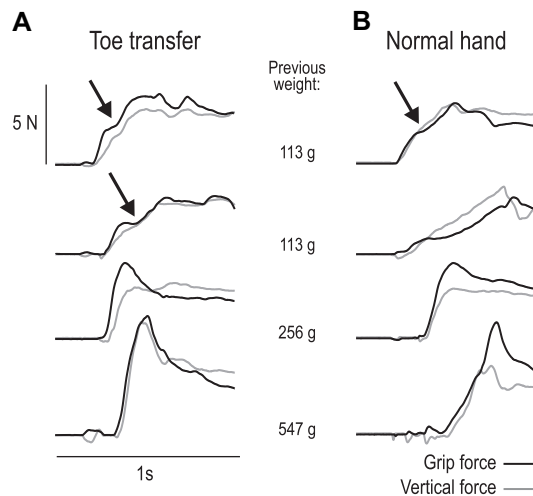 A
B
Toe transfer
Normal hand
Previous
weight:
5 N
113 g
113 g
256 g
547 g
1s
Grip force
Vertical force